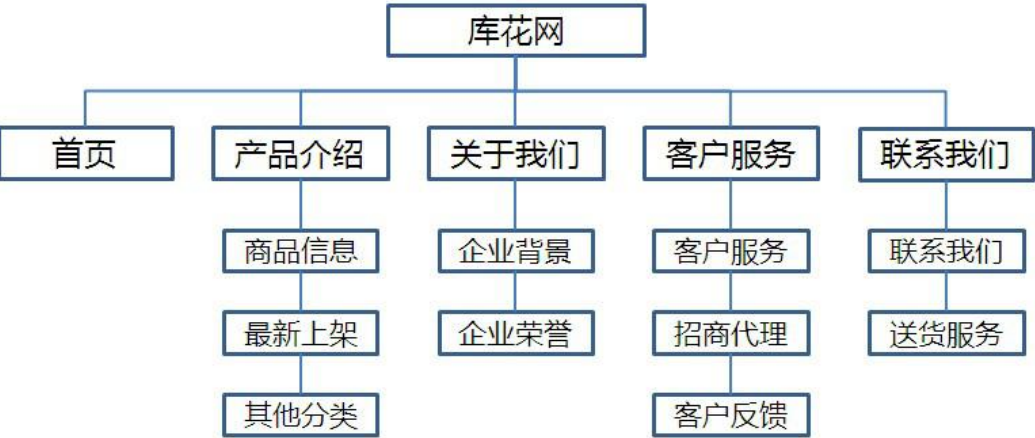 库花网
首页 产品介绍 关于我们 客户服务 联系我们
商品信息 企业背景 客户服务 联系我们
最新上架 企业荣誉 招商代理 送货服务
其他分类 客户反馈